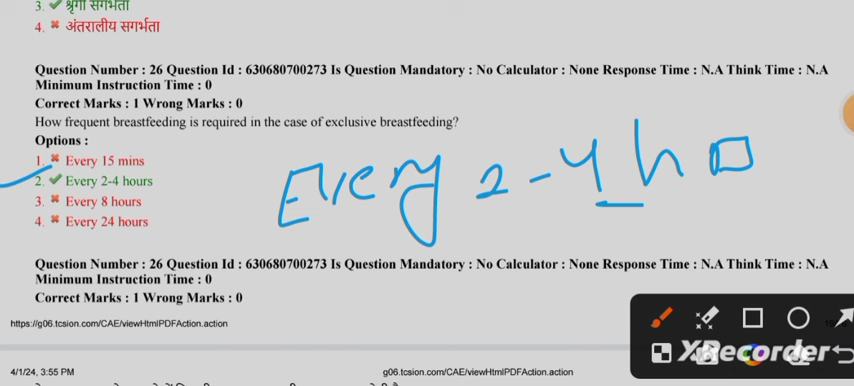 3. ✔ श्रृंगी सगर्भता
4. ✖ अंतरालीय सगर्भता
Question Number : 26 Question Id : 630680700273 Is Question Mandatory : No Calculator : None Response Time : N.A Think Time : N.A
Minimum Instruction Time : 0
Correct Marks : 1 Wrong Marks : 0
How frequent breastfeeding is required in the case of exclusive breastfeeding?
Options :
1. ✖ Every 15 mins
2. ✔ Every 2-4 hours
3. ✖ Every 8 hours
4. ✖ Every 24 hours
Every 2-4 ho
Question Number : 26 Question Id : 630680700273 Is Question Mandatory : No Calculator : None Response Time : N.A Think Time : N.A
Minimum Instruction Time : 0
Correct Marks : 1 Wrong Marks : 0
https://g06.tcsion.com/CAE/viewHtmlPDFAction.action
XRecorder
4/1/24, 3:55 PM
g06.tcsion.com/CAE/viewHtmlPDFAction.action